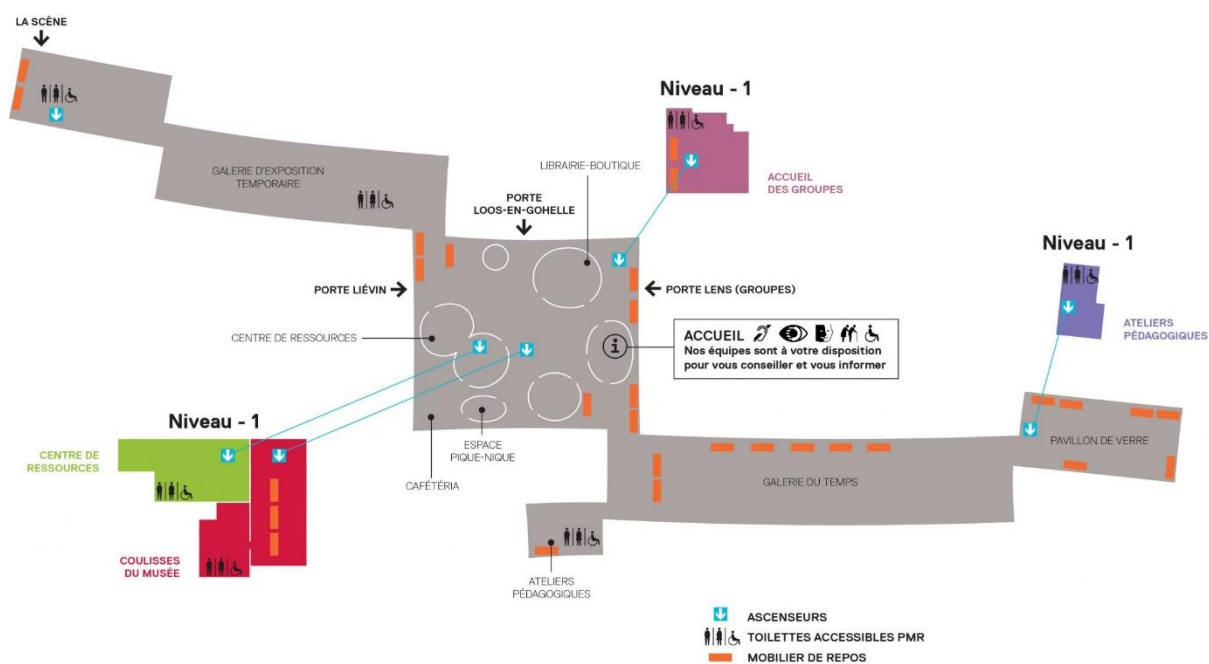 LA SCÈNE
Niveau - 1
GALERIE D'EXPOSITION
TEMPORAIRE
LIBRAIRIE-BOUTIQUE
ACCUEIL
DES GROUPES
PORTE
LOOS-EN-GOHELLE
Niveau - 1
PORTE LIÉVIN
PORTE LENS (GROUPES)
ATELIERS
PÉDAGOGIQUES
CENTRE DE RESSOURCES
i
ACCUEIL
Nos équipes sont à votre disposition
pour vous conseiller et vous informer
Niveau - 1
CENTRE DE
RESSOURCES
ESPACE
PIQUE-NIQUE
CAFÉTÉRIA
PAVILLON DE VERRE
GALERIE DU TEMPS
COULISSES
DU MUSÉE
ATELIERS
PÉDAGOGIQUES
ASCENSEURS
TOILETTES ACCESSIBLES PMR
MOBILIER DE REPOS